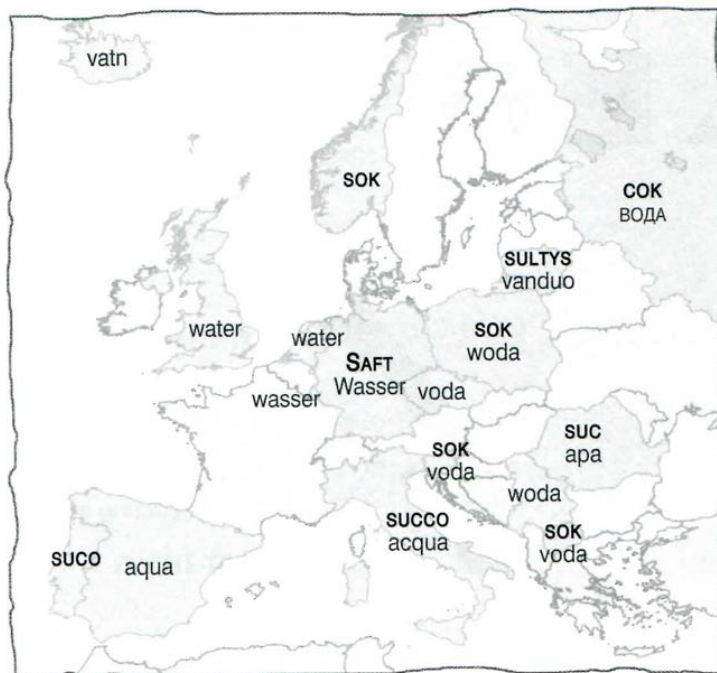 vatn
SOK
СОК
ВОДА
SULTYS
vanduo
water
water
SOK
woda
SAFT
Wasser
wasser
voda
SUC
apa
SOK
voda
woda
SUCCO
acqua
SOK
voda
SUCO
aqua